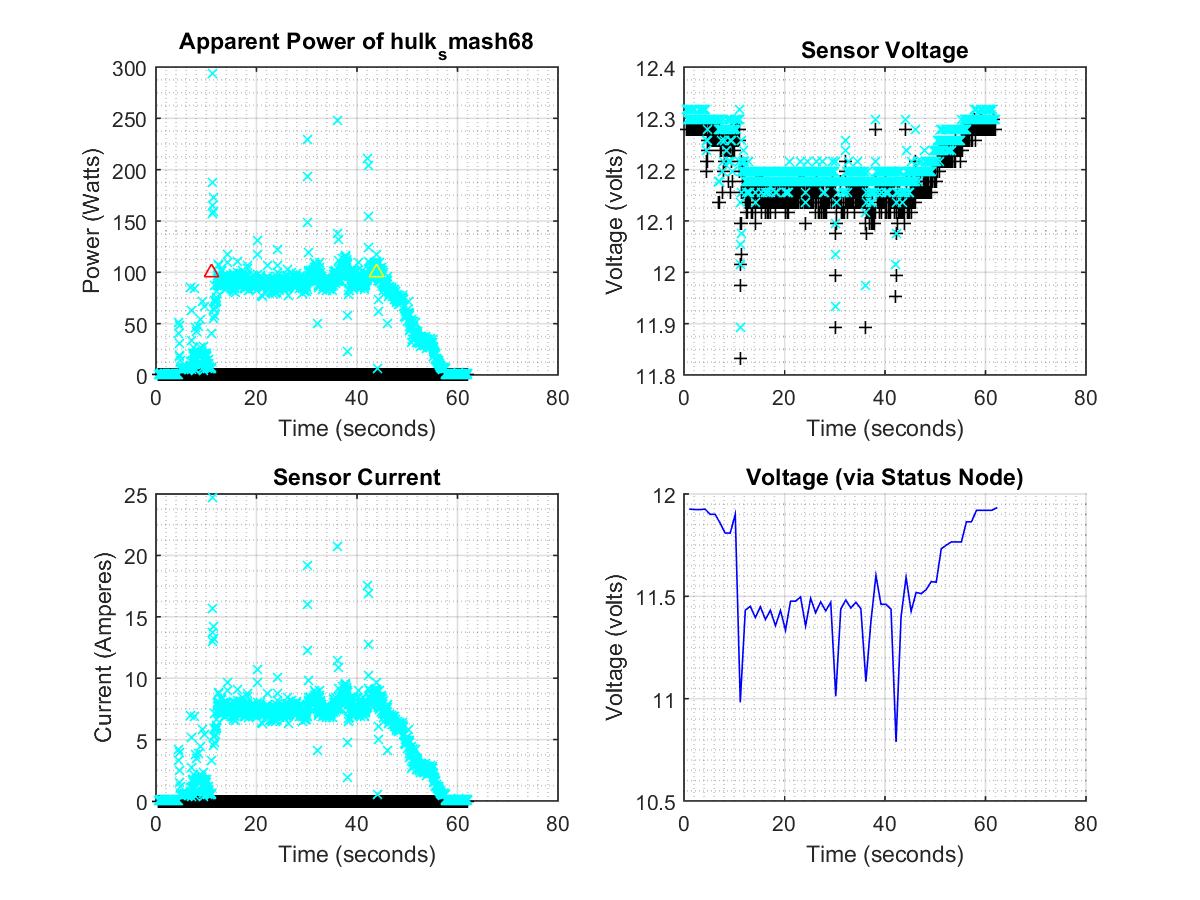 Apparent Power of hulksmash68
300
250
200
150
100
50
0
Power (Watts)
0 20 40 60 80
Time (seconds)
Sensor Voltage
12.4
12.3
12.2
12.1
12
11.9
11.8
Voltage (volts)
0 20 40 60 80
Time (seconds)
Sensor Current
25
20
15
10
5
0
Current (Amperes)
0 20 40 60 80
Time (seconds)
Voltage (via Status Node)
12
11.5
11
10.5
Voltage (volts)
0 20 40 60 80
Time (seconds)